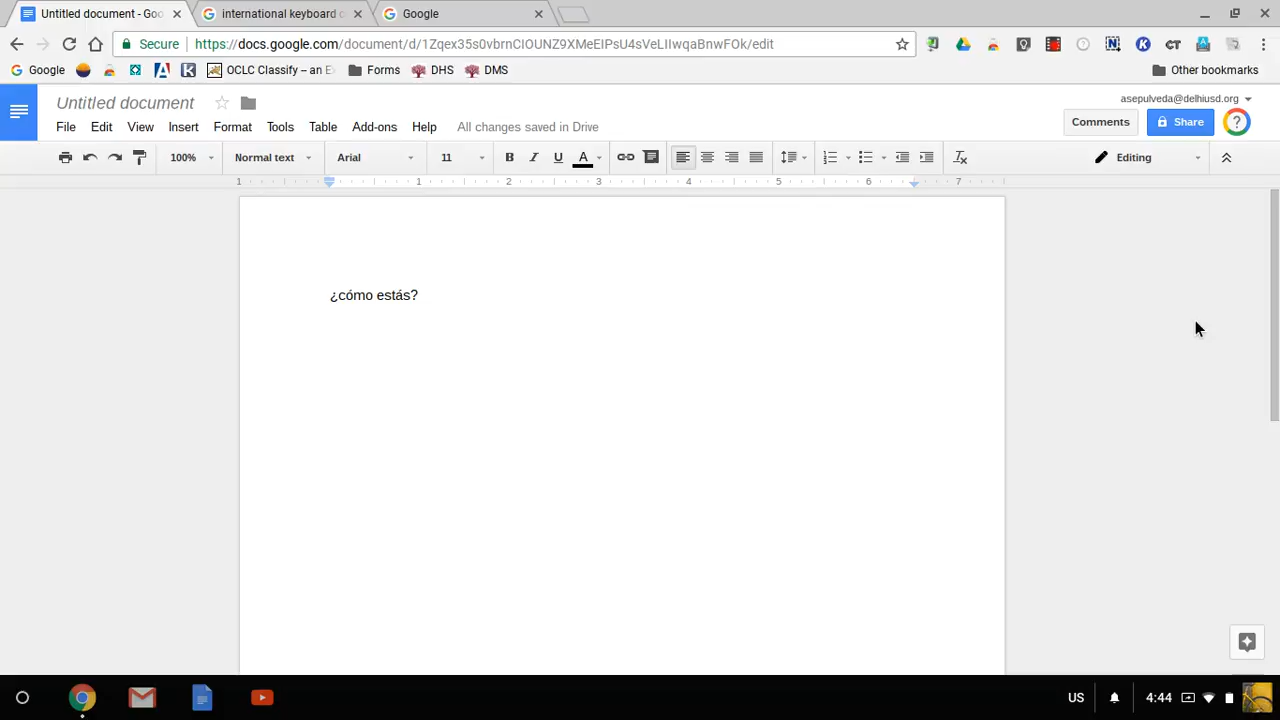 Untitled document - Goo
international keyboard o
Google
Secure https://docs.google.com/document/d/1Zqex35s0vbrnCIOUNZ9XMeEIPsU4sVeLIIwqaBnwFOk/edit
Google
OCLC Classify – an E
Forms
DHS
DMS
Other bookmarks
Untitled document
asepulveda@delhiusd.org
File Edit View Insert Format Tools Table Add-ons Help All changes saved in Drive
Comments
Share
100% Normal text Arial 11 B I U A Editing
1 1 2 3 4 5 6 7
¿cómo estás?
US 4:44